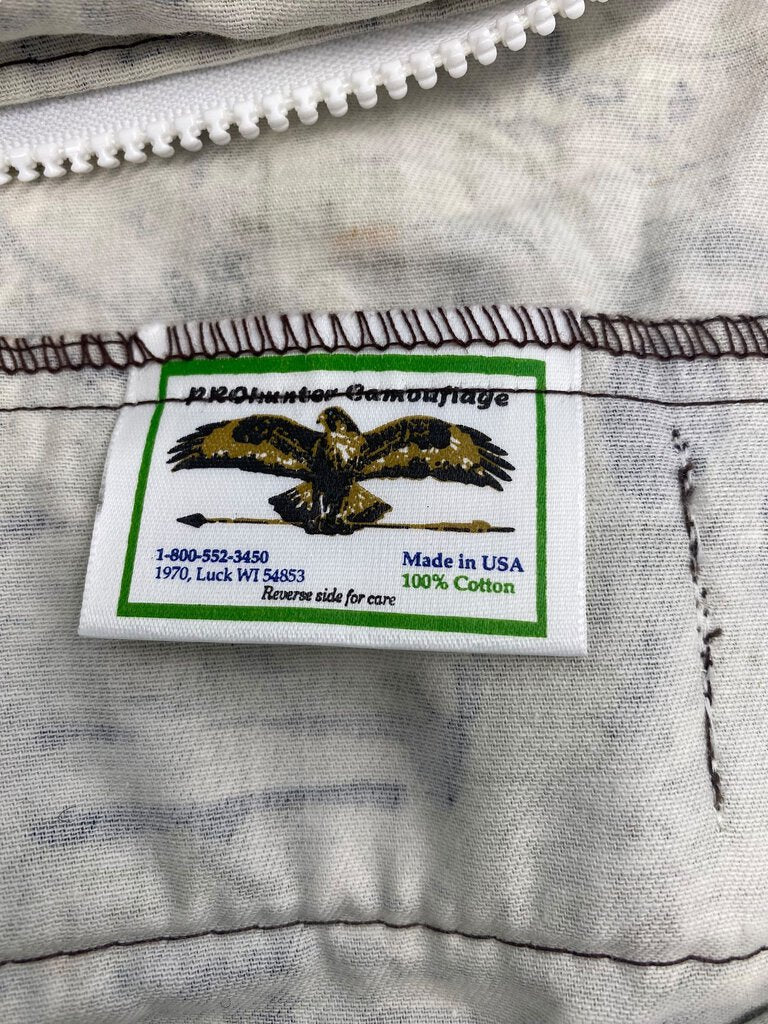 PROHunter Camouflage
1-800-552-3450
1970, Luck WI 54853
Made in USA
100% Cotton
Reverse side for care